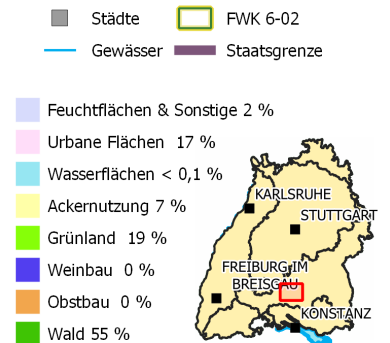 Städte
FWK 6-02
Gewässer
Staatsgrenze
Feuchtflächen & Sonstige 2 %
Urbane Flächen 17 %
Wasserflächen < 0,1 %
Ackernutzung 7 %
Grünland 19 %
Weinbau 0 %
Obstbau 0 %
Wald 55 %
KARLSRUHE
STUTTGART
FREIBURG IM
BREISGAU
KONSTANZ